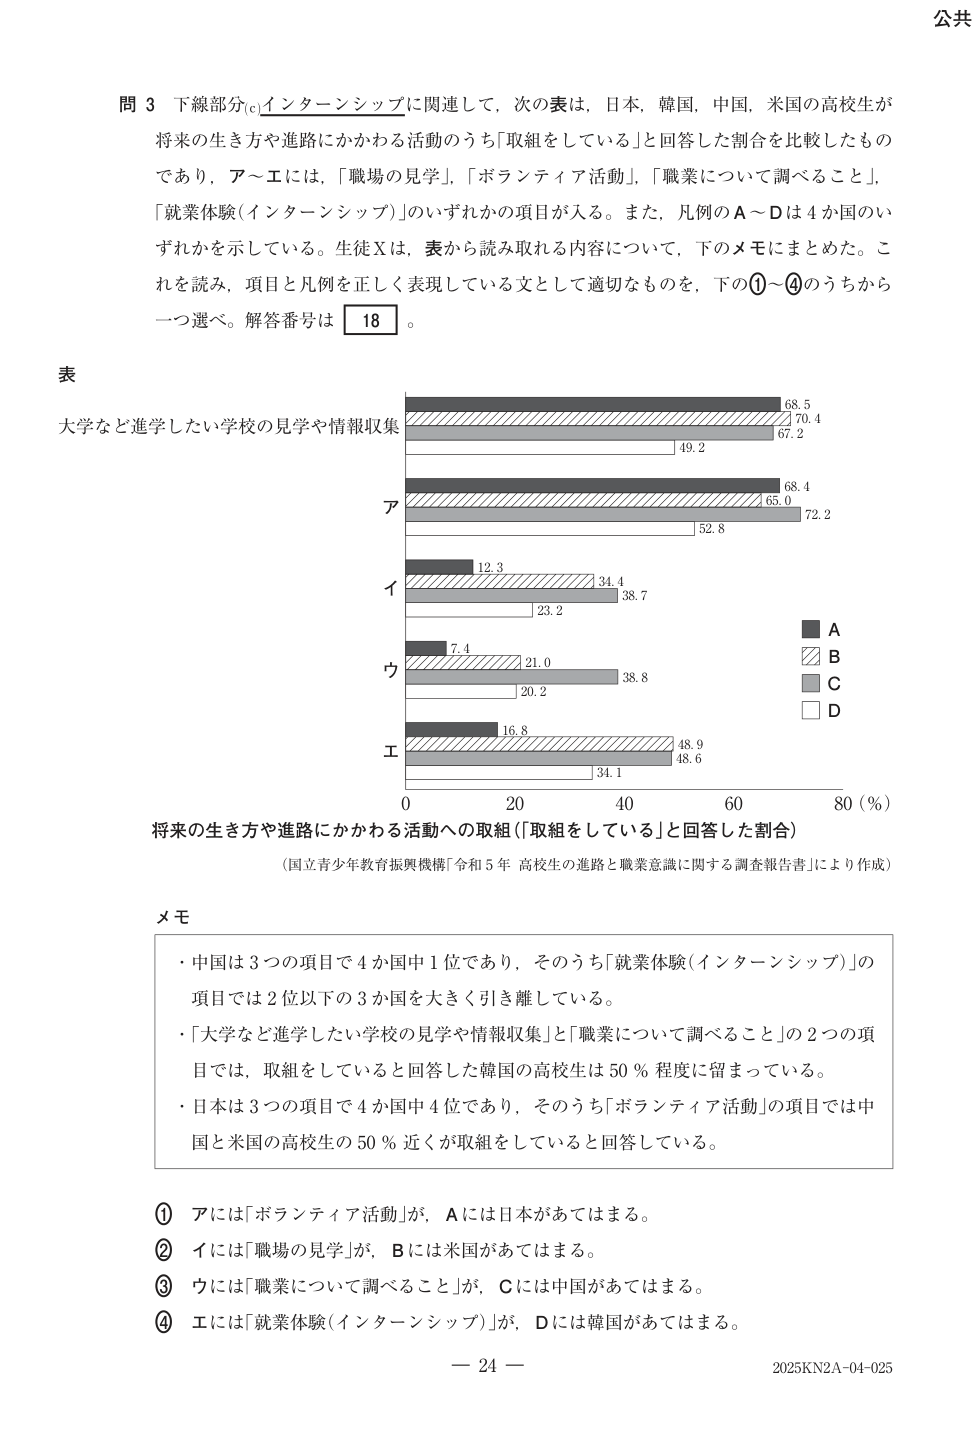 公共
問 3 下線部分(c)インターンシップに関連して，次の表は，日本，韓国，中国，米国の高校生が
将来の生き方や進路にかかわる活動のうち「取組をしている」と回答した割合を比較したもの
であり，ア～エには，「職場の見学」，「ボランティア活動」，「職業について調べること」，
「就業体験(インターンシップ)」のいずれかの項目が入る。また，凡例のA～Dは4か国のい
ずれかを示している。生徒Xは，表から読み取れる内容について，下のメモにまとめた。こ
れを読み，項目と凡例を正しく表現している文として適切なものを，下の①～④のうちから
一つ選べ。解答番号は 18 。
表
大学など進学したい学校の見学や情報収集
68.5
70.4
67.2
49.2
ア
68.4
65.0
72.2
52.8
イ
12.3
34.4
38.7
23.2
ウ
7.4
21.0
38.8
20.2
エ
16.8
48.9
48.6
34.1
A
B
C
D
0 20 40 60 80 (%)
将来の生き方や進路にかかわる活動への取組(「取組をしている」と回答した割合)
(国立青少年教育振興機構「令和5年 高校生の進路と職業意識に関する調査報告書」により作成)
メモ
・中国は3つの項目で4か国中1位であり，そのうち「就業体験(インターンシップ)」の
項目では2位以下の3か国を大きく引き離している。
・「大学など進学したい学校の見学や情報収集」と「職業について調べること」の2つの項
目では，取組をしていると回答した韓国の高校生は50 % 程度に留まっている。
・日本は3つの項目で4か国中4位であり，そのうち「ボランティア活動」の項目では中
国と米国の高校生の50 % 近くが取組をしていると回答している。
① アには「ボランティア活動」が，Aには日本があてはまる。
② イには「職場の見学」が，Bには米国があてはまる。
③ ウには「職業について調べること」が，Cには中国があてはまる。
④ エには「就業体験(インターンシップ)」が，Dには韓国があてはまる。
― 24 ―
2025KN2A-04-025